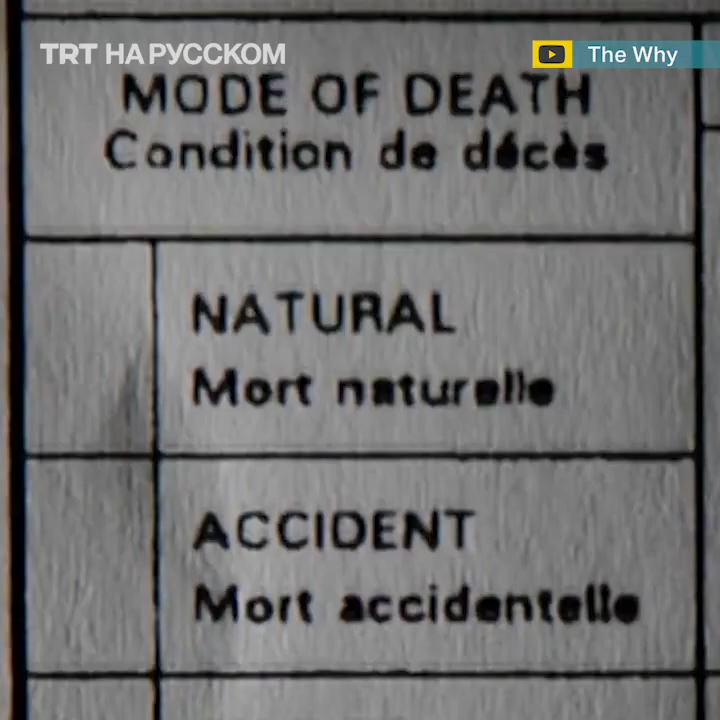 TRT НА РУССКОМ
The Why
MODE OF DEATH
Condition de décès
NATURAL
Mort naturelle
ACCIDENT
Mort accidentelle